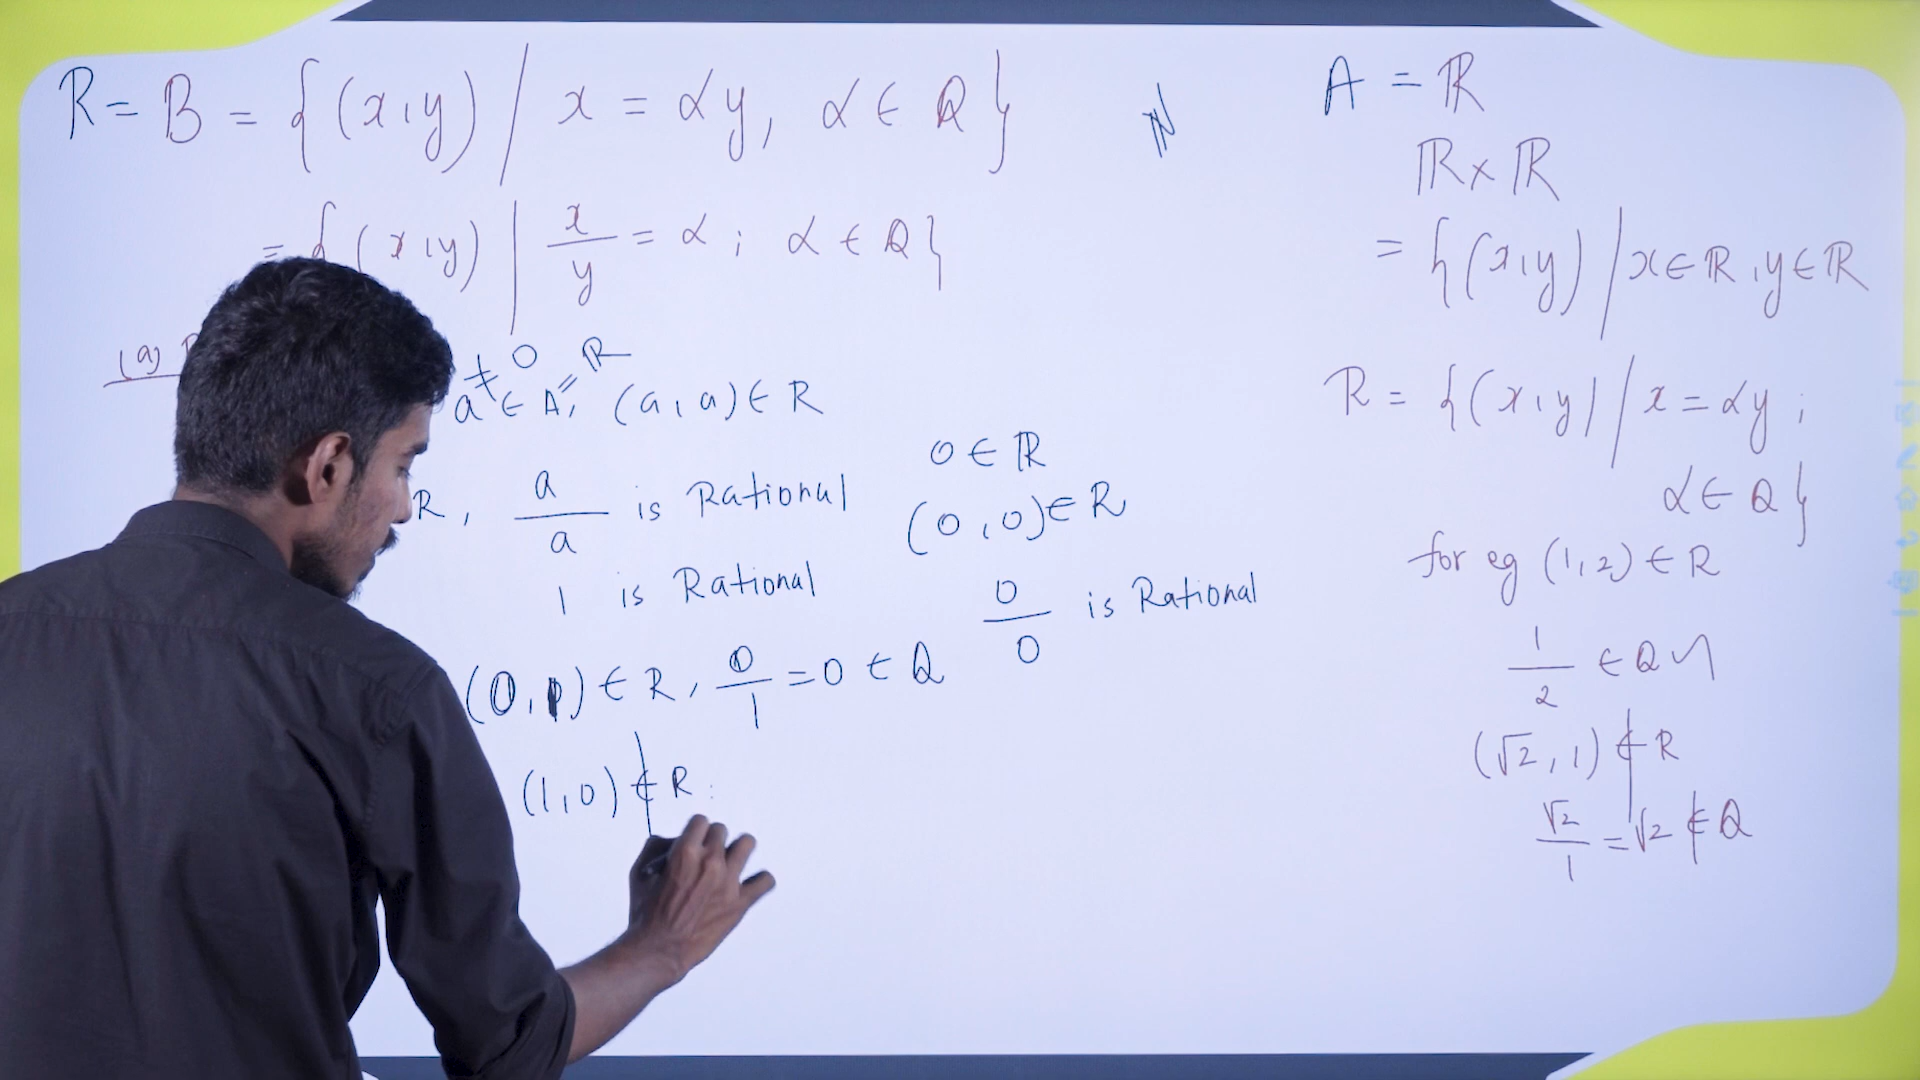 R = B = {(x,y) / x = αy, α ∈ Q}
= {(x,y) | x/y = α ; α ∈ Q}
(a)
≠ 0
a ∈ A, = ℝ (a,a) ∈ R
R, a/a is Rational
1 is Rational
0 ∈ ℝ
(0,0) ∈ R
0/0 is Rational
(0,1) ∈ R, 0/1 = 0 ∈ Q
(1,0) ∉ R
ℕ
A = ℝ
ℝ × ℝ
= {(x,y) / x ∈ ℝ, y ∈ ℝ
R = {(x,y) / x = αy ;
α ∈ Q}
for eg (1,2) ∈ R
1/2 ∈ Q
(√2, 1) ∉ R
√2/1 = √2 ∉ Q